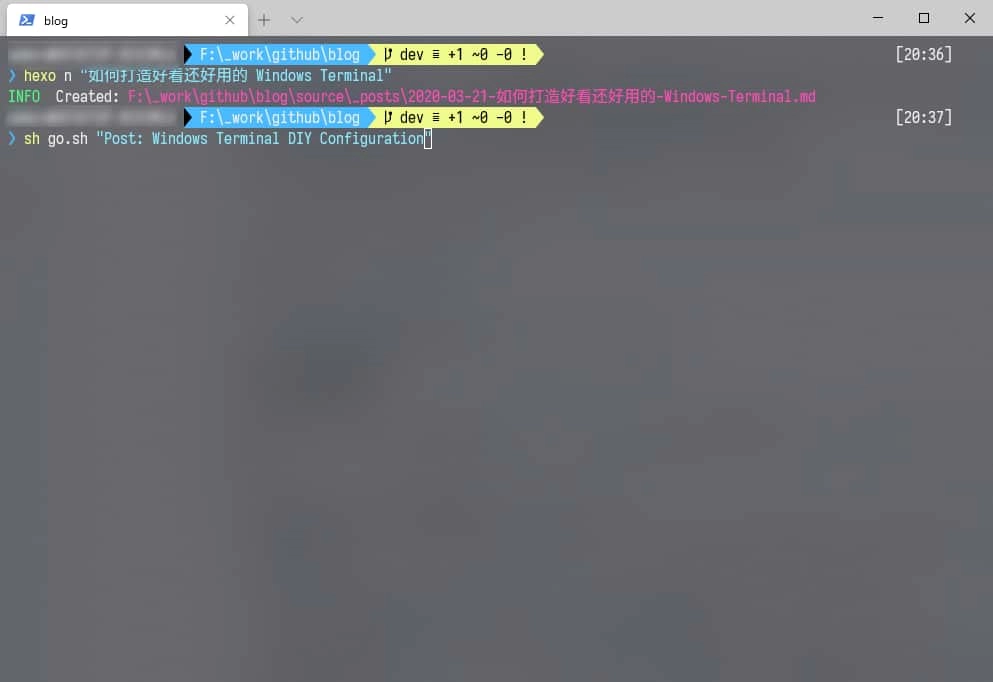 blog
F:\_work\github\blog dev ≡ +1 ~0 -0 ! [20:36]
❯ hexo n "如何打造好看还好用的 Windows Terminal"
INFO  Created: F:\_work\github\blog\source\_posts\2020-03-21-如何打造好看还好用的-Windows-Terminal.md
F:\_work\github\blog dev ≡ +1 ~0 -0 ! [20:37]
❯ sh go.sh "Post: Windows Terminal DIY Configuration"